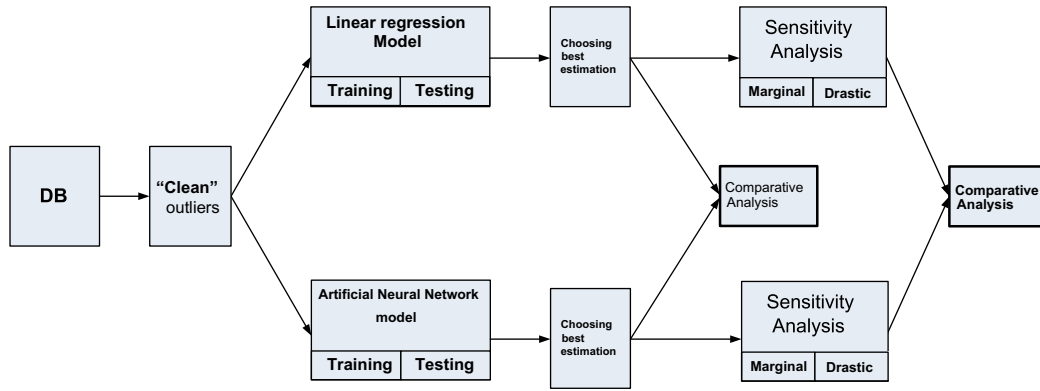 DB
“Clean”
outliers
Linear regression
Model
Training Testing
Choosing
best
estimation
Sensitivity
Analysis
Marginal Drastic
Comparative
Analysis
Comparative
Analysis
Artificial Neural Network
model
Training Testing
Choosing
best
estimation
Sensitivity
Analysis
Marginal Drastic